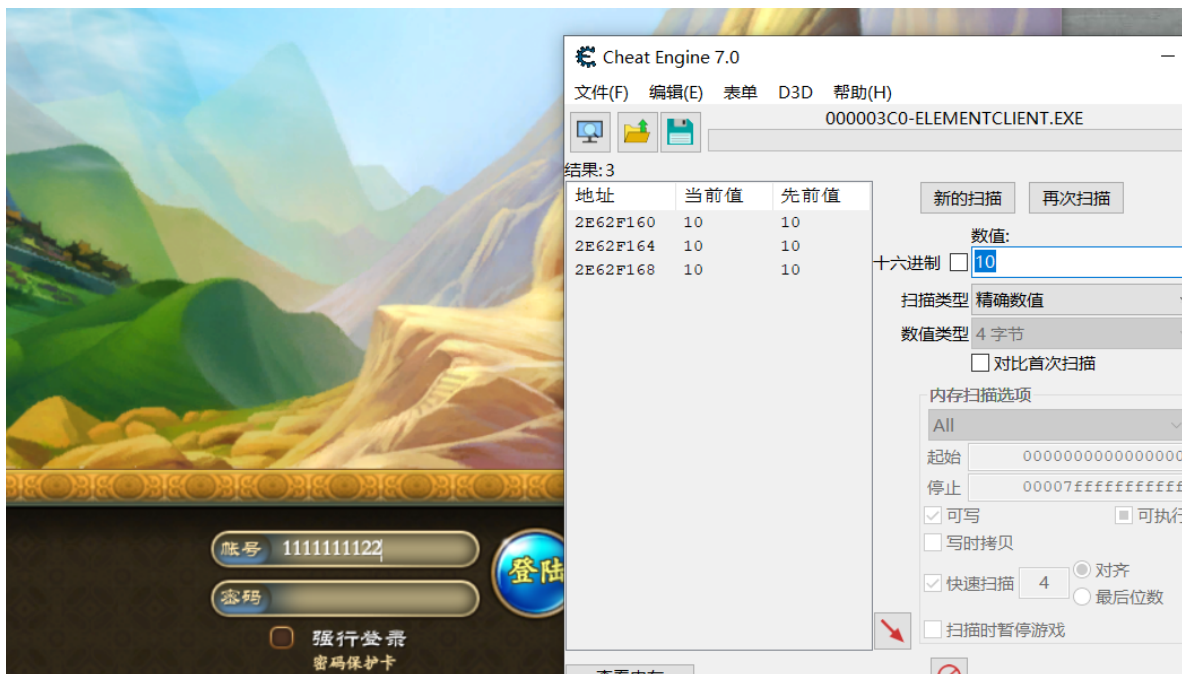 Cheat Engine 7.0
文件(F) 编辑(E) 表单 D3D 帮助(H)
000003C0-ELEMENTCLIENT.EXE
结果:3
地址 当前值 先前值
2E62F160 10 10
2E62F164 10 10
2E62F168 10 10
新的扫描 再次扫描
数值:
十六进制 10
扫描类型 精确数值
数值类型 4 字节
对比首次扫描
内存扫描选项
All
起始 0000000000000000
停止 00007fffffffffff
可写 可执行
写时拷贝
快速扫描 4 对齐
最后位数
扫描时暂停游戏
帐号 1111111122
登陆
密码
强行登录
密码保护卡